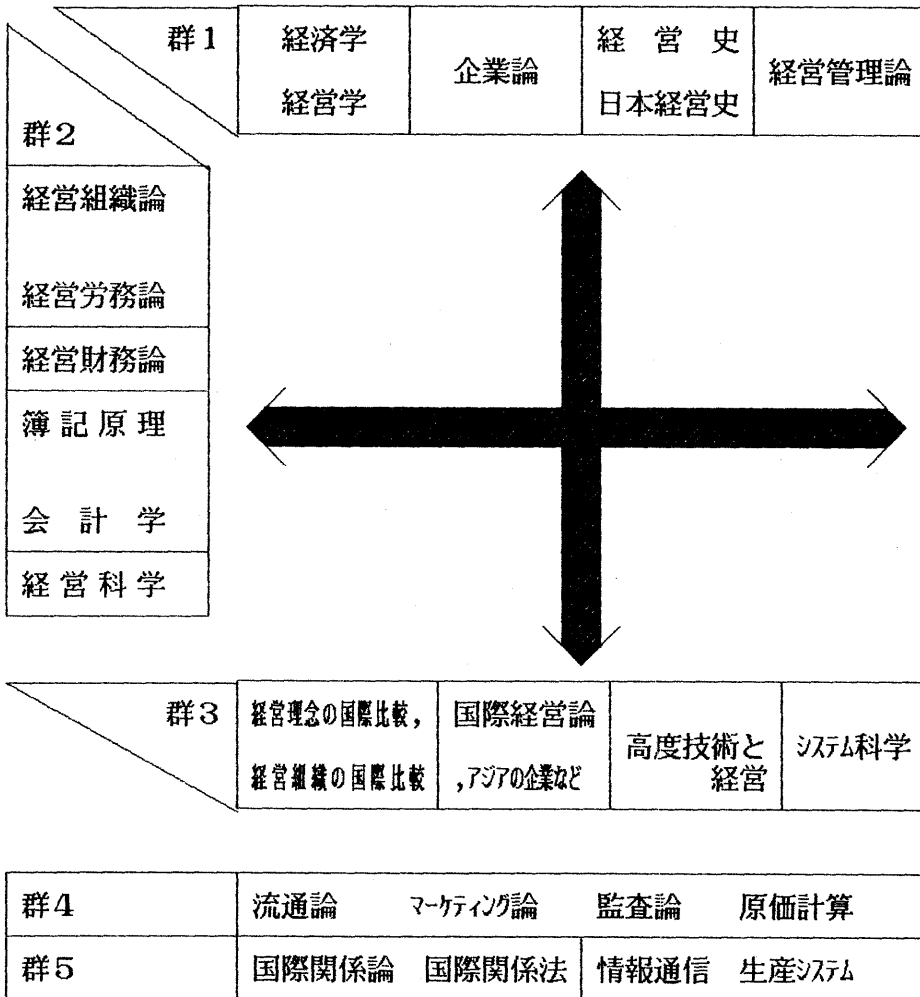 群1
経済学
経営学
企業論
経 営 史
日本経営史
経営管理論
群2
経営組織論
経営労務論
経営財務論
簿記原理
会 計 学
経営科学
群3
経営理念の国際比較，
経営組織の国際比較
国際経営論
，アジアの企業など
高度技術と
経営
システム科学
群4 流通論 マーケティング論 監査論 原価計算
群5 国際関係論 国際関係法 情報通信 生産システム